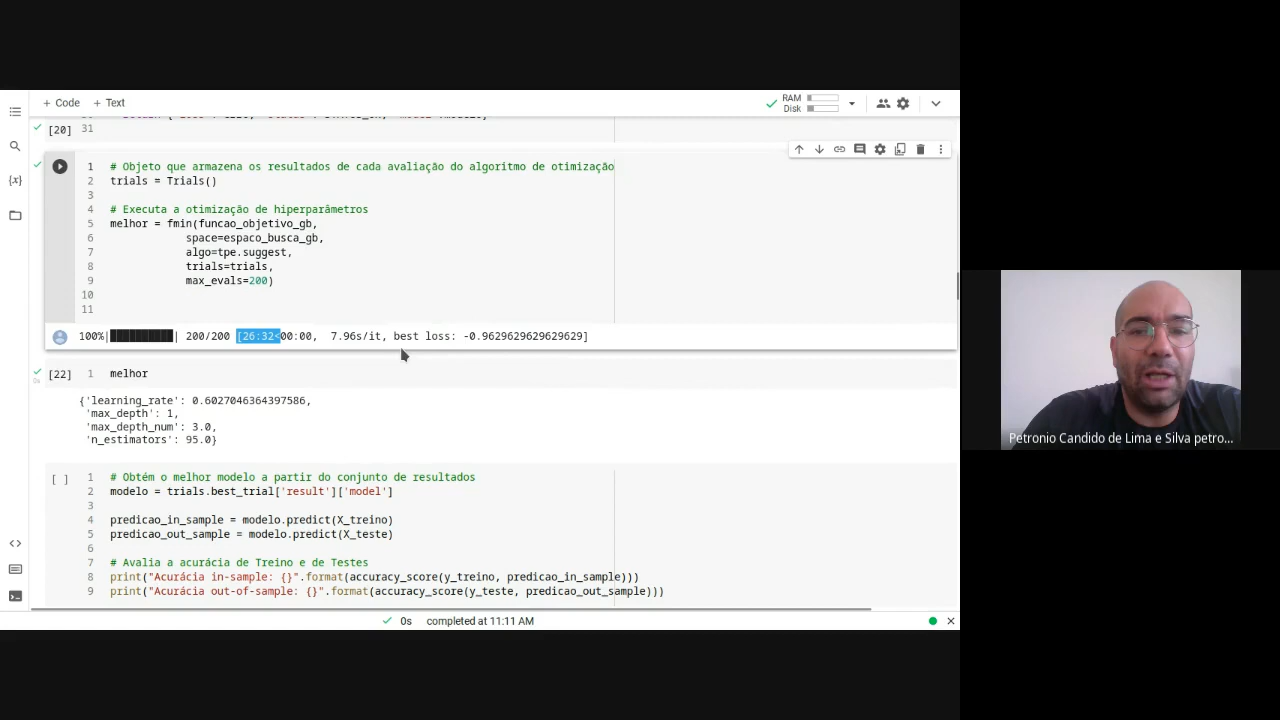 + Code + Text
RAM
Disk
[20] 31
1 # Objeto que armazena os resultados de cada avaliação do algoritmo de otimização
2 trials = Trials()
3
4 # Executa a otimização de hiperparâmetros
5 melhor = fmin(funcao_objetivo_gb,
6 space=espaco_busca_gb,
7 algo=tpe.suggest,
8 trials=trials,
9 max_evals=200)
10
11
100%|██████████| 200/200 [26:32<00:00, 7.96s/it, best loss: -0.9629629629629629]
[22] 1 melhor
{'learning_rate': 0.6027046364397586,
'max_depth': 1,
'max_depth_num': 3.0,
'n_estimators': 95.0}
[ ] 1 # Obtém o melhor modelo a partir do conjunto de resultados
2 modelo = trials.best_trial['result']['model']
3
4 predicao_in_sample = modelo.predict(X_treino)
5 predicao_out_sample = modelo.predict(X_teste)
6
7 # Avalia a acurácia de Treino e de Testes
8 print("Acurácia in-sample: {}".format(accuracy_score(y_treino, predicao_in_sample)))
9 print("Acurácia out-of-sample: {}".format(accuracy_score(y_teste, predicao_out_sample)))
0s completed at 11:11 AM
Petronio Candido de Lima e Silva petro...